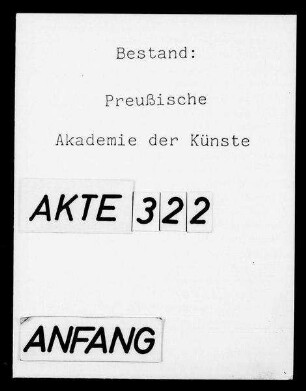 Bestand:
Preußische
Akademie der Künste
AKTE 322
ANFANG